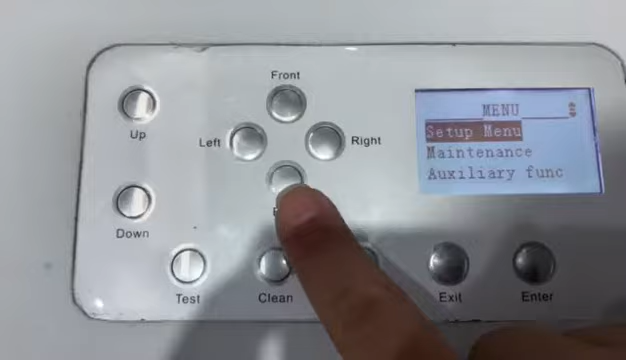 Front
Up
Left
Right
Down
Test
Clean
Exit
Enter
MENU
Setup Menu
Maintenance
Auxiliary func